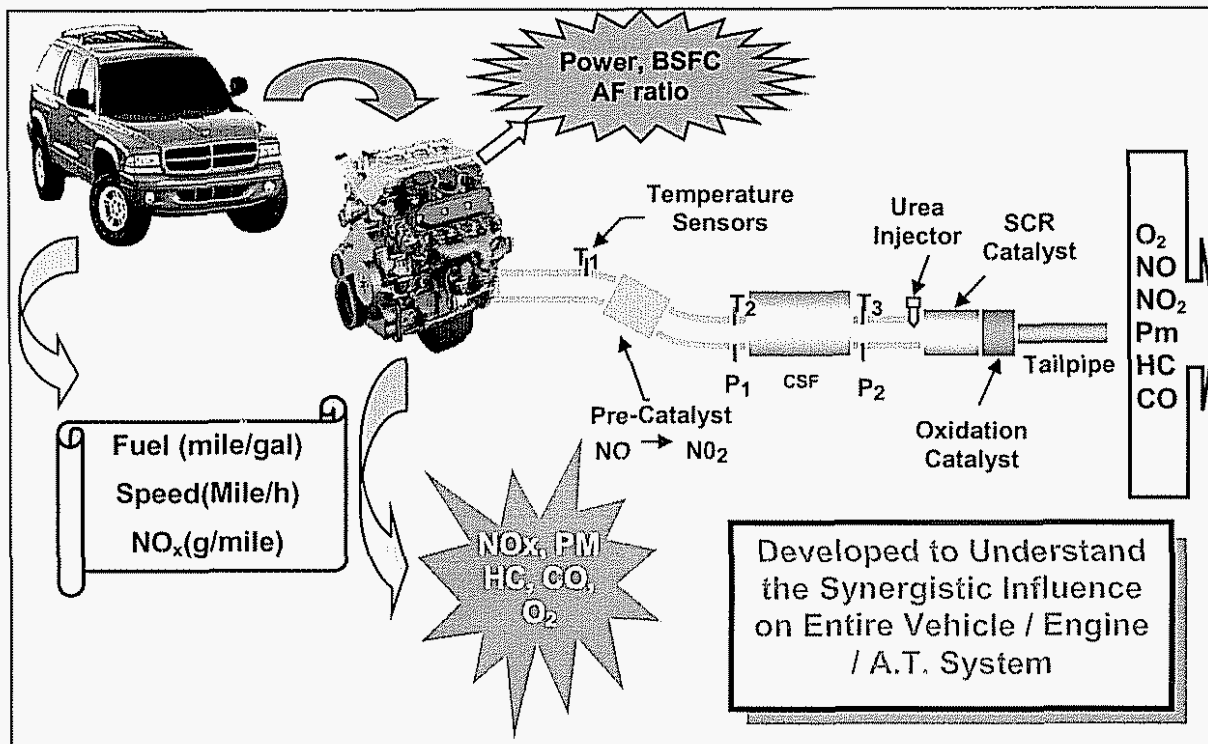 Power, BSFC
AF ratio
Temperature
Sensors
Urea
Injector
SCR
Catalyst
T1
T2
T3
P1
CSF
P2
Tailpipe
Pre-Catalyst
NO → N02
Oxidation
Catalyst
O2
NO
NO2
Pm
HC
CO
Fuel (mile/gal)
Speed(Mile/h)
NOx(g/mile)
NOx, PM
HC, CO,
O2
Developed to Understand
the Synergistic Influence
on Entire Vehicle / Engine
/ A.T. System